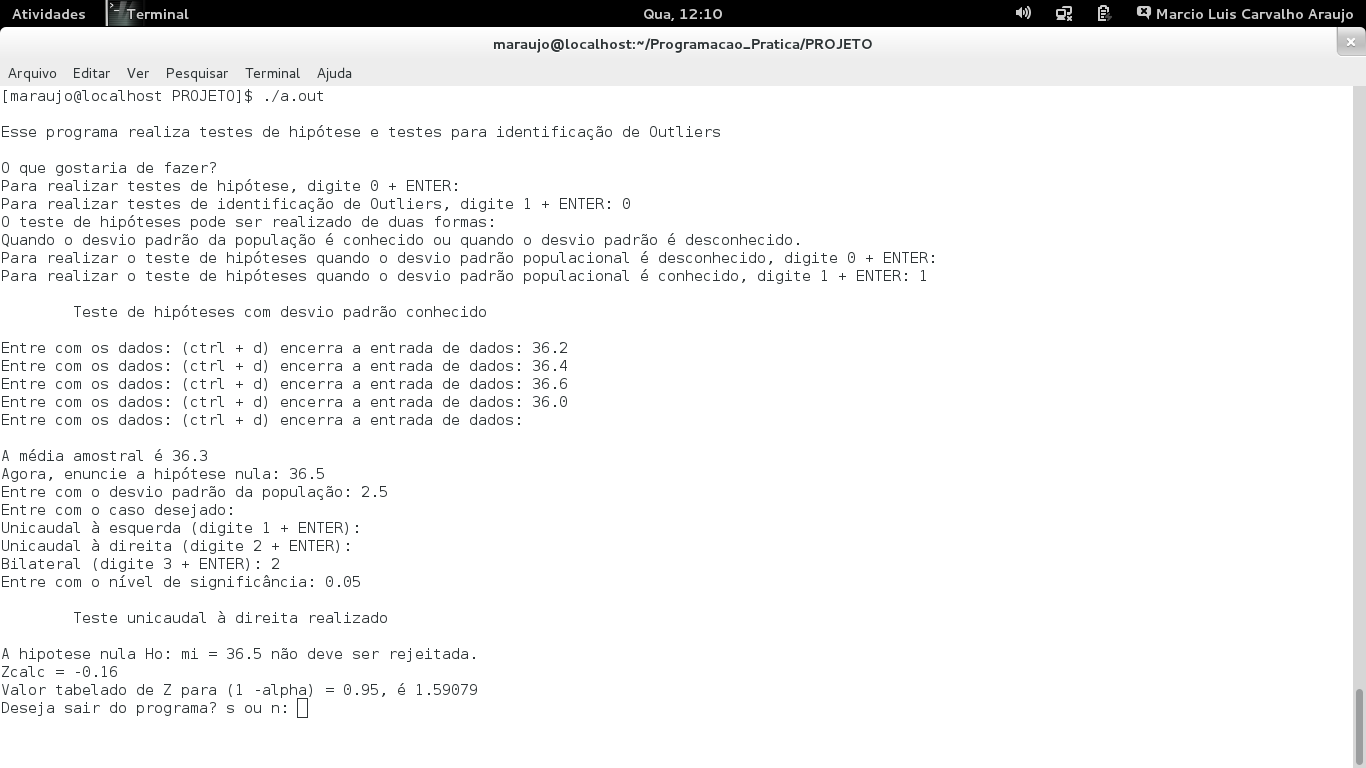 Atividades
Terminal
Qua, 12:10
Marcio Luis Carvalho Araujo
maraujo@localhost:~/Programacao_Pratica/PROJETO
Arquivo Editar Ver Pesquisar Terminal Ajuda
[maraujo@localhost PROJETO]$ ./a.out
Esse programa realiza testes de hipótese e testes para identificação de Outliers
O que gostaria de fazer?
Para realizar testes de hipótese, digite 0 + ENTER:
Para realizar testes de identificação de Outliers, digite 1 + ENTER: 0
O teste de hipóteses pode ser realizado de duas formas:
Quando o desvio padrão da população é conhecido ou quando o desvio padrão é desconhecido.
Para realizar o teste de hipóteses quando o desvio padrão populacional é desconhecido, digite 0 + ENTER:
Para realizar o teste de hipóteses quando o desvio padrão populacional é conhecido, digite 1 + ENTER: 1
Teste de hipóteses com desvio padrão conhecido
Entre com os dados: (ctrl + d) encerra a entrada de dados: 36.2
Entre com os dados: (ctrl + d) encerra a entrada de dados: 36.4
Entre com os dados: (ctrl + d) encerra a entrada de dados: 36.6
Entre com os dados: (ctrl + d) encerra a entrada de dados: 36.0
Entre com os dados: (ctrl + d) encerra a entrada de dados:
A média amostral é 36.3
Agora, enuncie a hipótese nula: 36.5
Entre com o desvio padrão da população: 2.5
Entre com o caso desejado:
Unicaudal à esquerda (digite 1 + ENTER):
Unicaudal à direita (digite 2 + ENTER):
Bilateral (digite 3 + ENTER): 2
Entre com o nível de significância: 0.05
Teste unicaudal à direita realizado
A hipotese nula Ho: mi = 36.5 não deve ser rejeitada.
Zcalc = -0.16
Valor tabelado de Z para (1 -alpha) = 0.95, é 1.59079
Deseja sair do programa? s ou n: